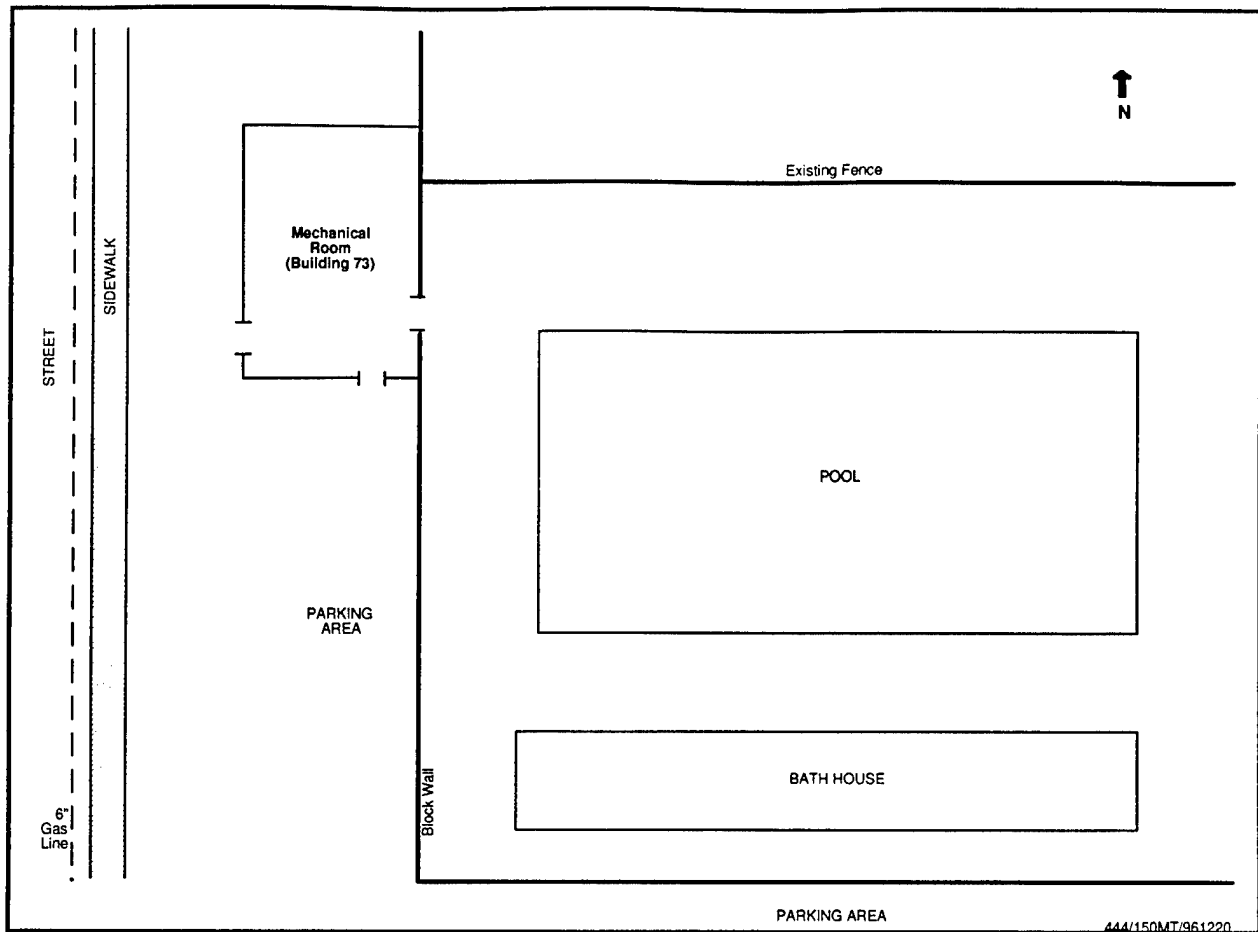 N
Existing Fence
Mechanical
Room
(Building 73)
SIDEWALK
STREET
POOL
PARKING
AREA
Block Wall
BATH HOUSE
6"
Gas
Line
PARKING AREA
444/150MT/961220